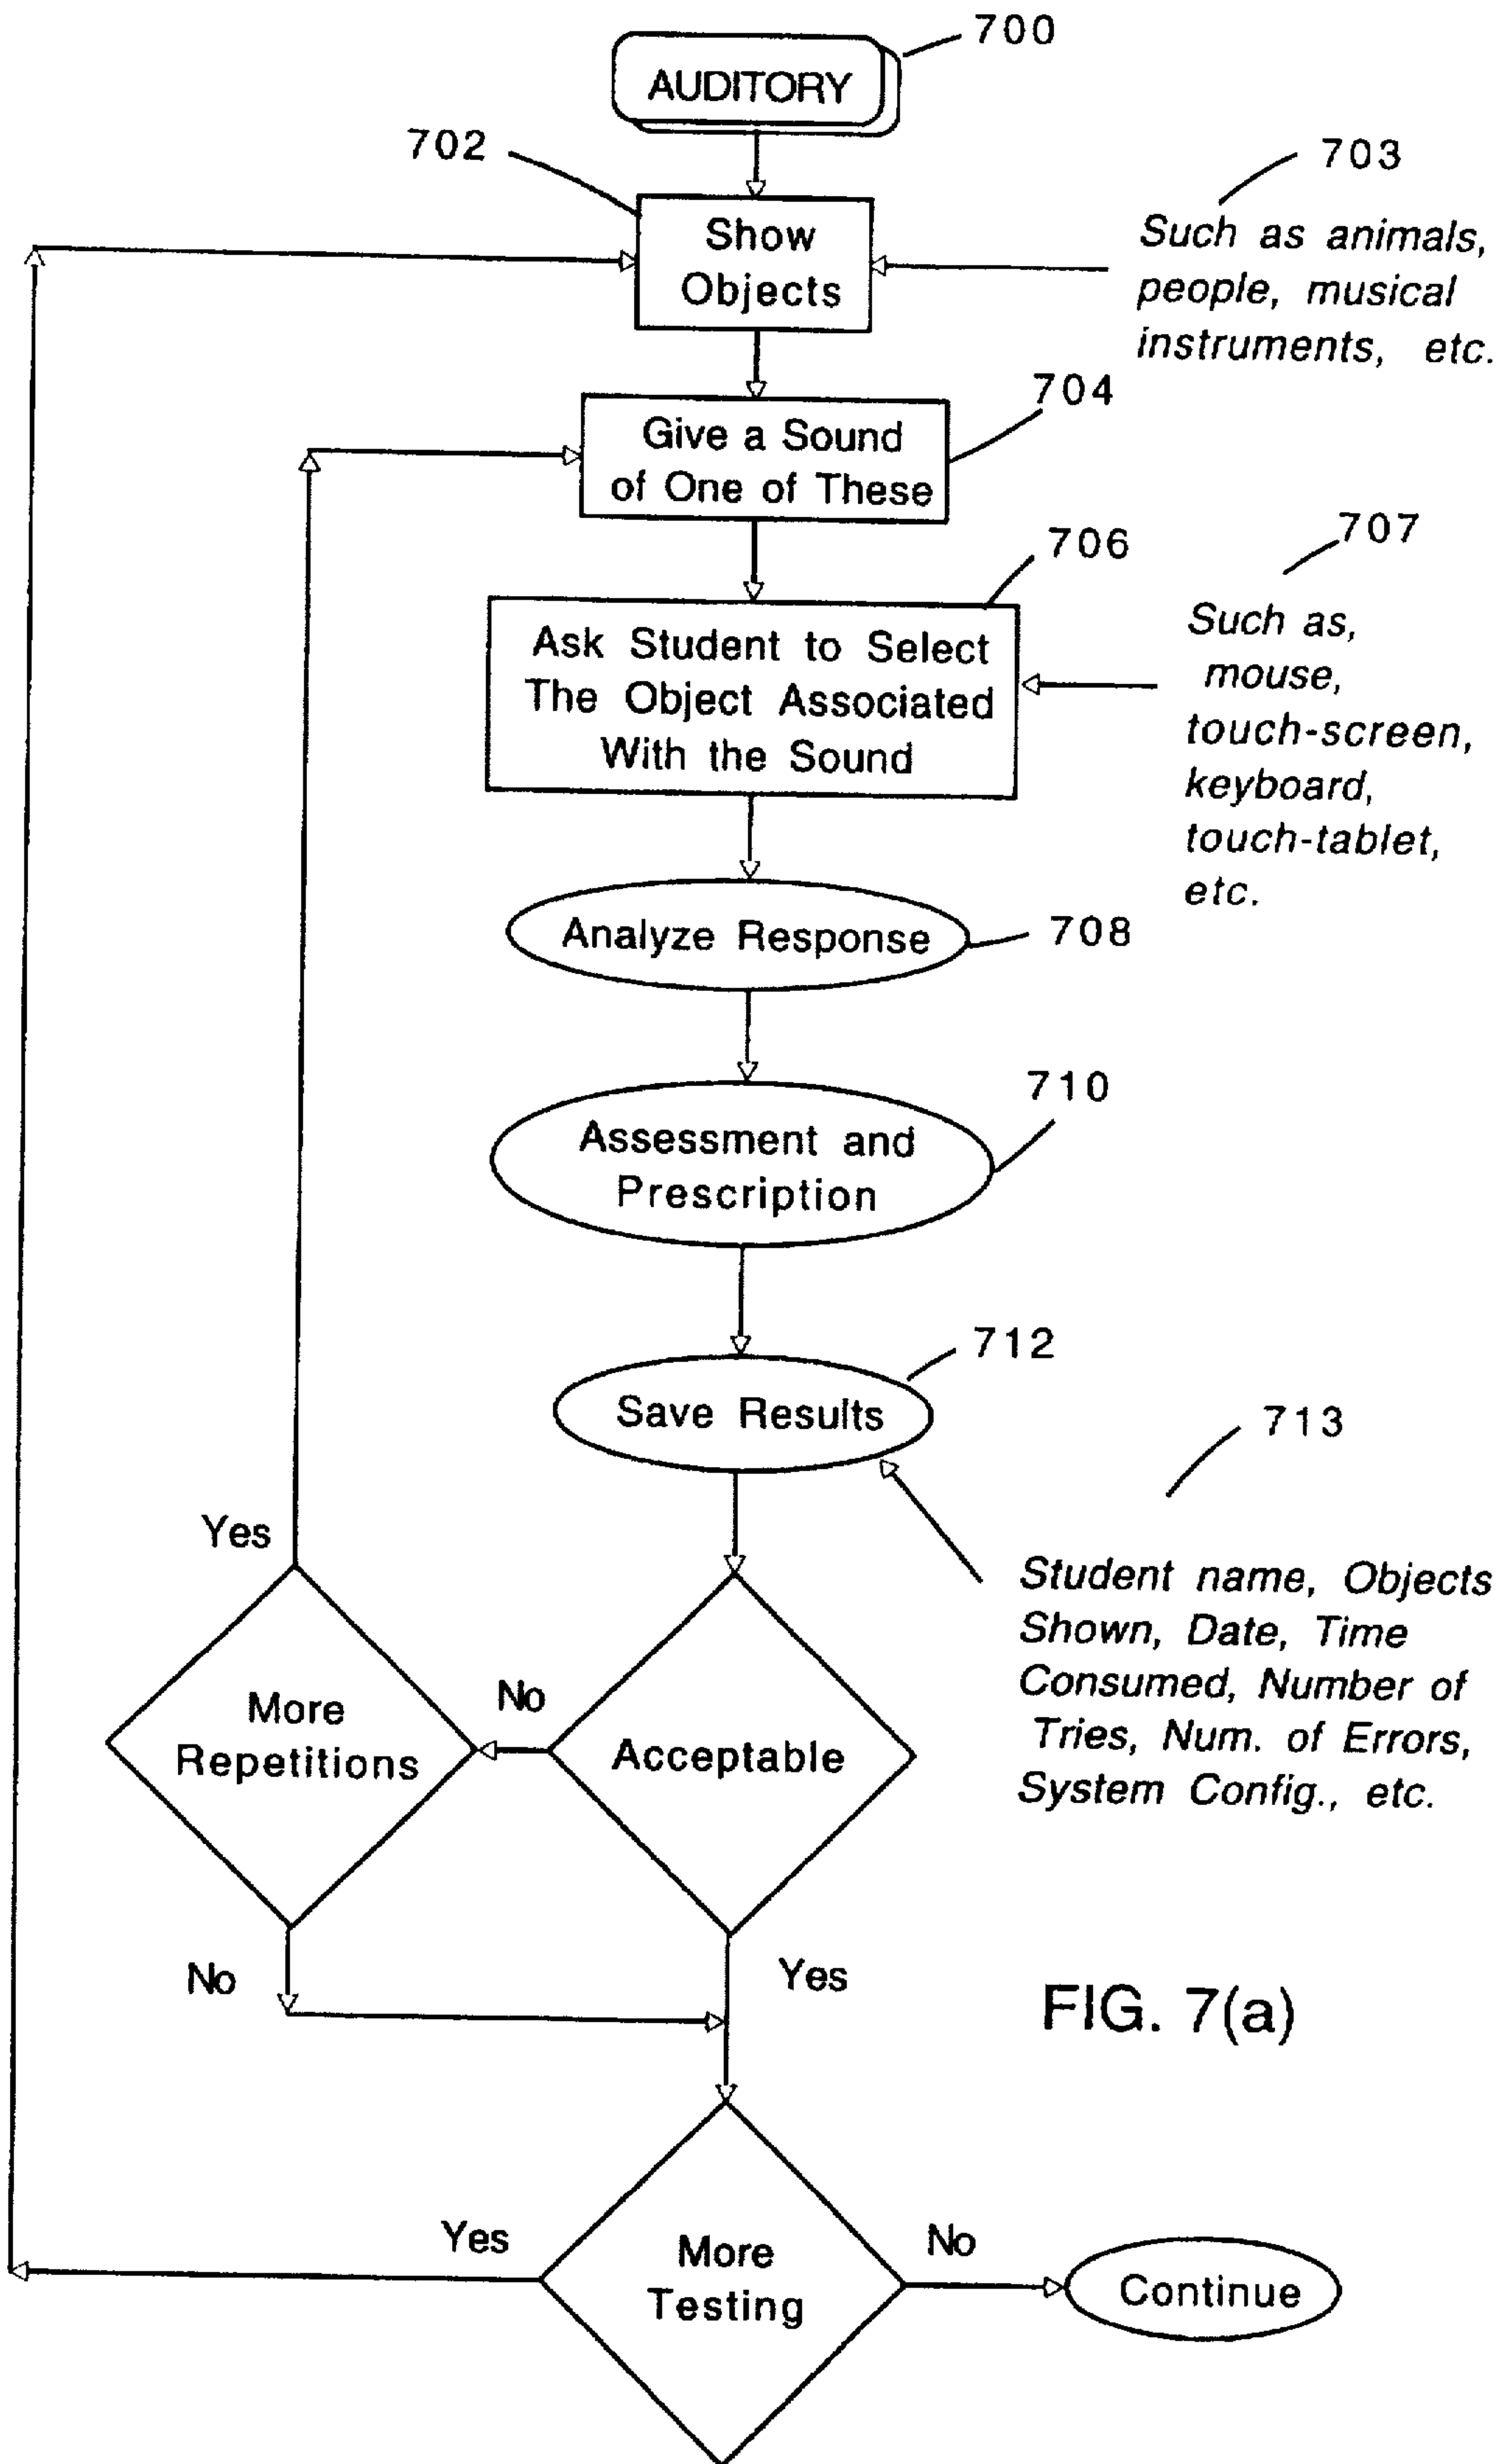 700
AUDITORY
702
703
Show
Objects
Such as animals,
people, musical
instruments, etc.
704
Give a Sound
of One of These
707
706
Such as,
mouse,
touch-screen,
keyboard,
touch-tablet,
etc.
Ask Student to Select
The Object Associated
With the Sound
Analyze Response
708
710
Assessment and
Prescription
712
Save Results
713
Student name, Objects
Shown, Date, Time
Consumed, Number of
Tries, Num. of Errors,
System Config., etc.
Yes
More
Repetitions
No
Acceptable
No
Yes
FIG. 7(a)
Yes
More
Testing
No
Continue